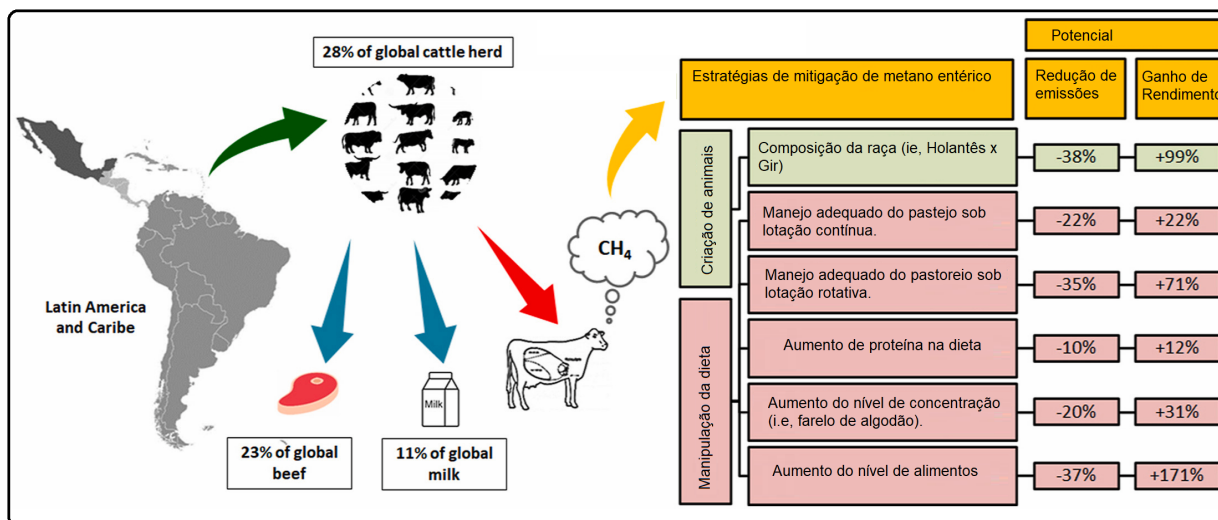 28% of global cattle herd
Latin America
and Caribe
CH4
Milk
23% of global
beef
11% of global
milk
Potencial
Estratégias de mitigação de metano entérico
Redução de
emissões
Ganho de
Rendimento
Criação de animais
Composição da raça (ie, Holantês x
Gir)
-38%
+99%
Manejo adequado do pastejo sob
lotação contínua.
-22%
+22%
Manejo adequado do pastoreio sob
lotação rotativa.
-35%
+71%
Manipulação da dieta
Aumento de proteína na dieta
-10%
+12%
Aumento do nível de concentração
(i.e, farelo de algodão).
-20%
+31%
Aumento do nível de alimentos
-37%
+171%